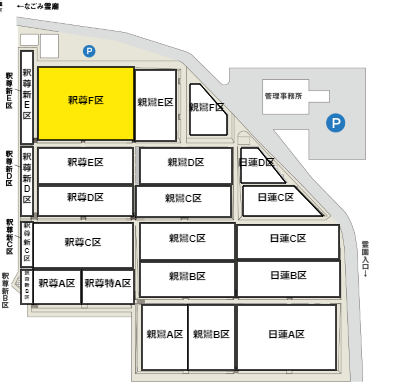 ←なごみ霊廟
P
釈尊新E区
釈尊新E区
釈尊F区
親鸞E区
親鸞F区
管理事務所
P
釈尊新D区
釈尊新D区
釈尊E区
親鸞D区
日蓮D区
釈尊D区
親鸞C区
日蓮C区
釈尊新C区
釈尊新C区
釈尊C区
親鸞C区
日蓮C区
霊園入口→
釈尊新B区
釈尊A区
釈尊特A区
親鸞B区
日蓮B区
親鸞A区
親鸞B区
日蓮A区